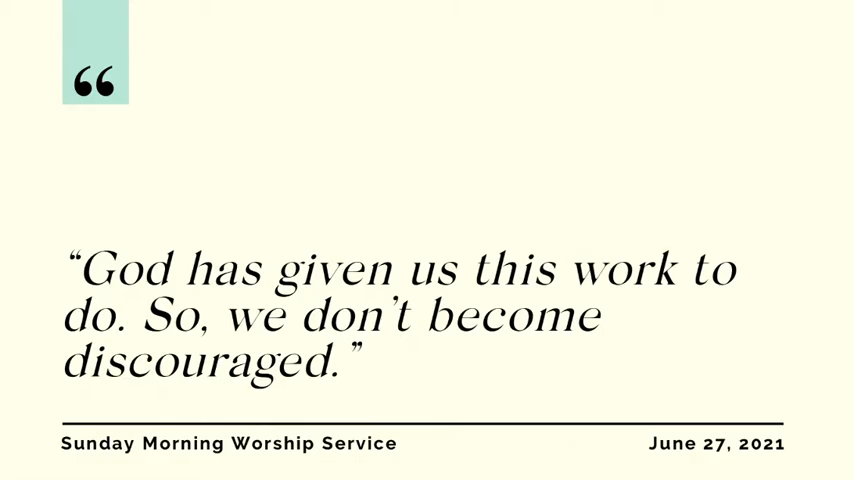 “
“God has given us this work to
do. So, we don’t become
discouraged.”
Sunday Morning Worship Service
June 27, 2021